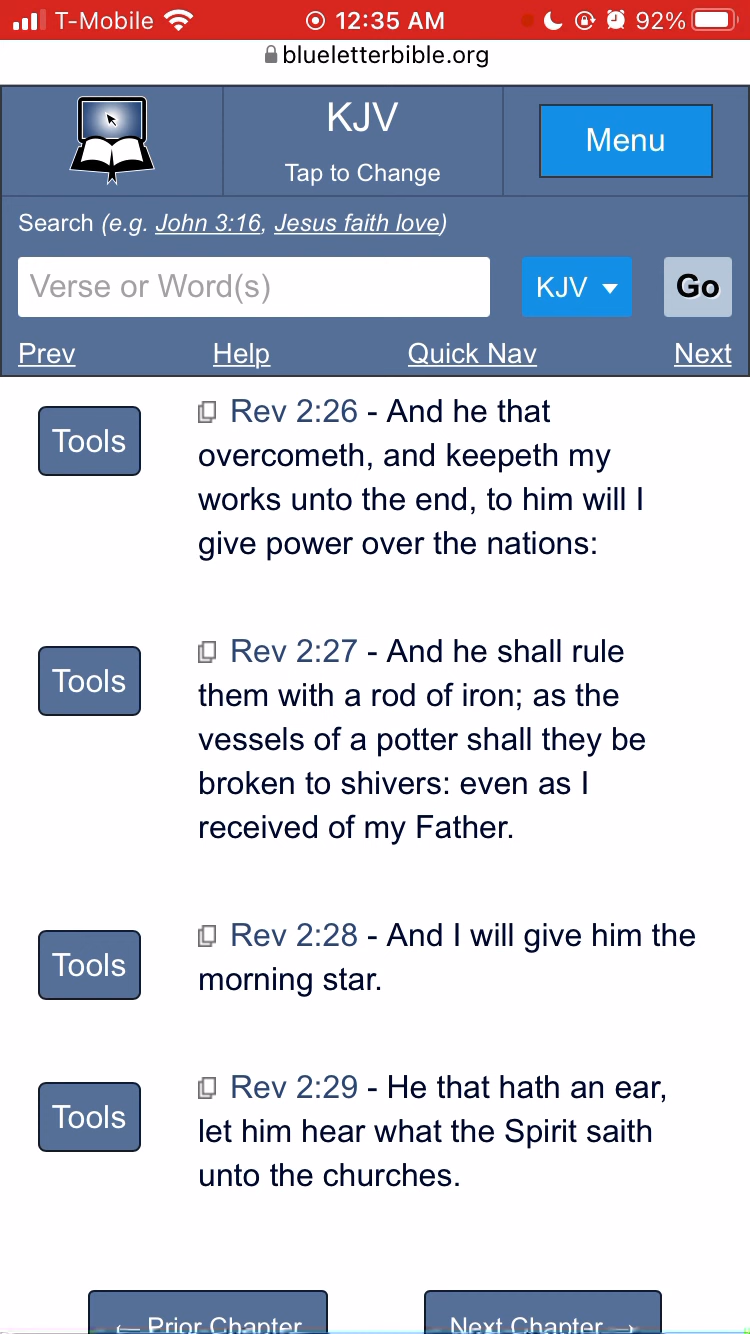 T-Mobile 12:35 AM 92%
blueletterbible.org
KJV
Tap to Change
Menu
Search (e.g. John 3:16, Jesus faith love)
Verse or Word(s) KJV Go
Prev Help Quick Nav Next
Tools
Rev 2:26 - And he that
overcometh, and keepeth my
works unto the end, to him will I
give power over the nations:
Tools
Rev 2:27 - And he shall rule
them with a rod of iron; as the
vessels of a potter shall they be
broken to shivers: even as I
received of my Father.
Tools
Rev 2:28 - And I will give him the
morning star.
Tools
Rev 2:29 - He that hath an ear,
let him hear what the Spirit saith
unto the churches.
← Prior Chapter Next Chapter →